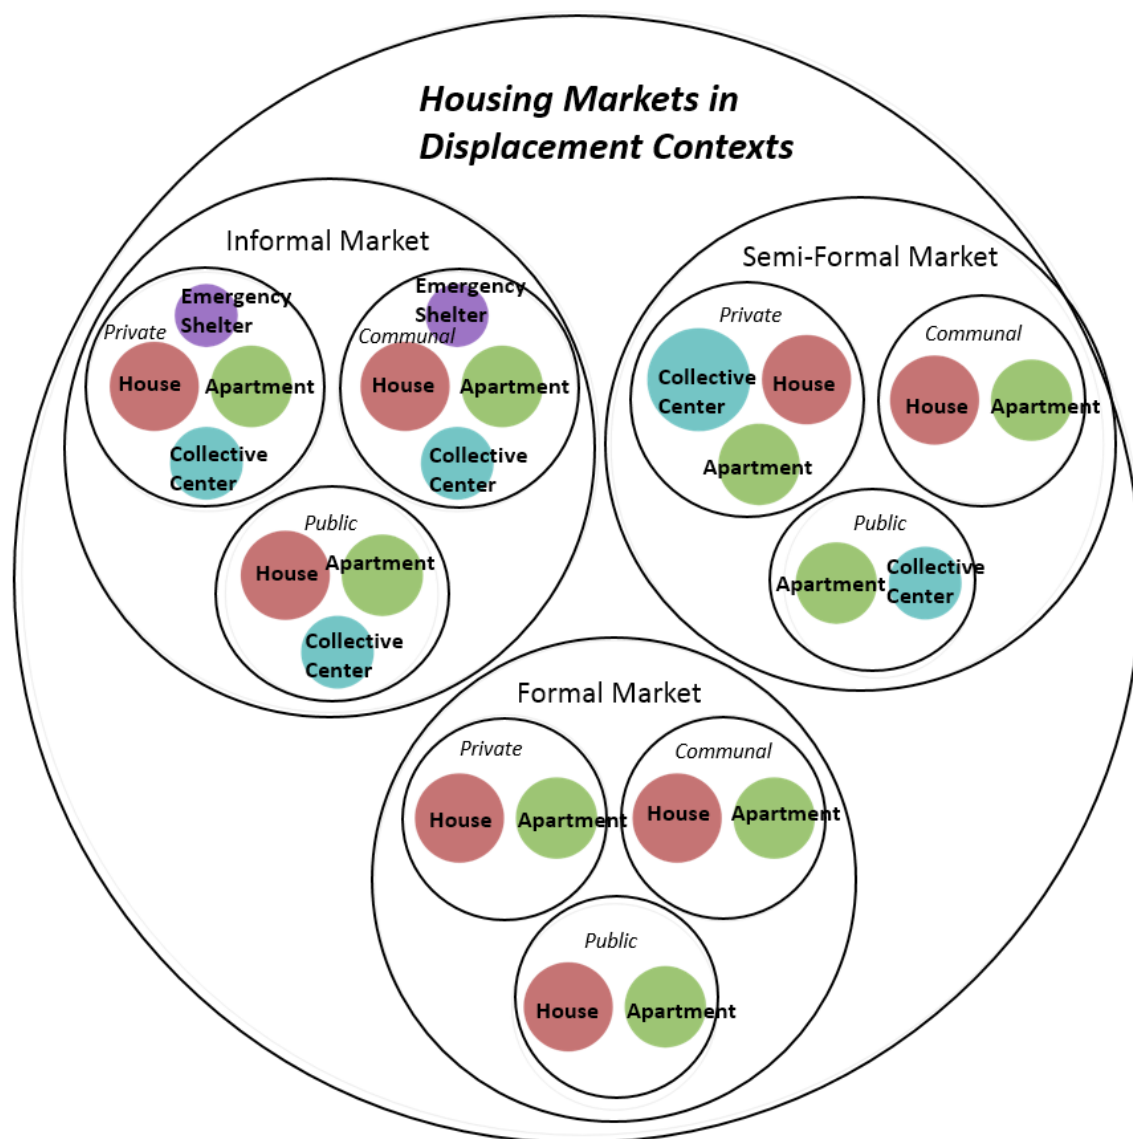 Housing Markets in
Displacement Contexts
Informal Market
Private
Emergency
Shelter
House
Apartment
Collective
Center
Communal
Emergency
Shelter
House
Apartment
Collective
Center
Public
House
Apartment
Collective
Center
Semi-Formal Market
Private
Collective
Center
House
Apartment
Communal
House
Apartment
Public
Apartment
Collective
Center
Formal Market
Private
House
Apartment
Communal
House
Apartment
Public
House
Apartment